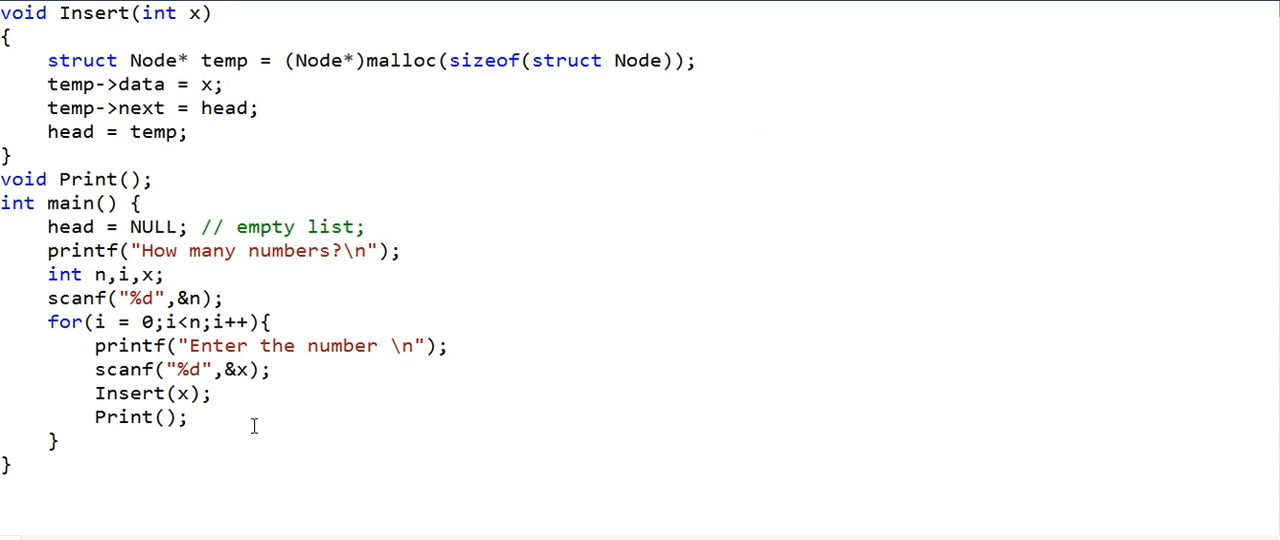 void Insert(int x)
{
    struct Node* temp = (Node*)malloc(sizeof(struct Node));
    temp->data = x;
    temp->next = head;
    head = temp;
}
void Print();
int main() {
    head = NULL; // empty list;
    printf("How many numbers?\n");
    int n,i,x;
    scanf("%d",&n);
    for(i = 0;i<n;i++){
        printf("Enter the number \n");
        scanf("%d",&x);
        Insert(x);
        Print();
    }
}